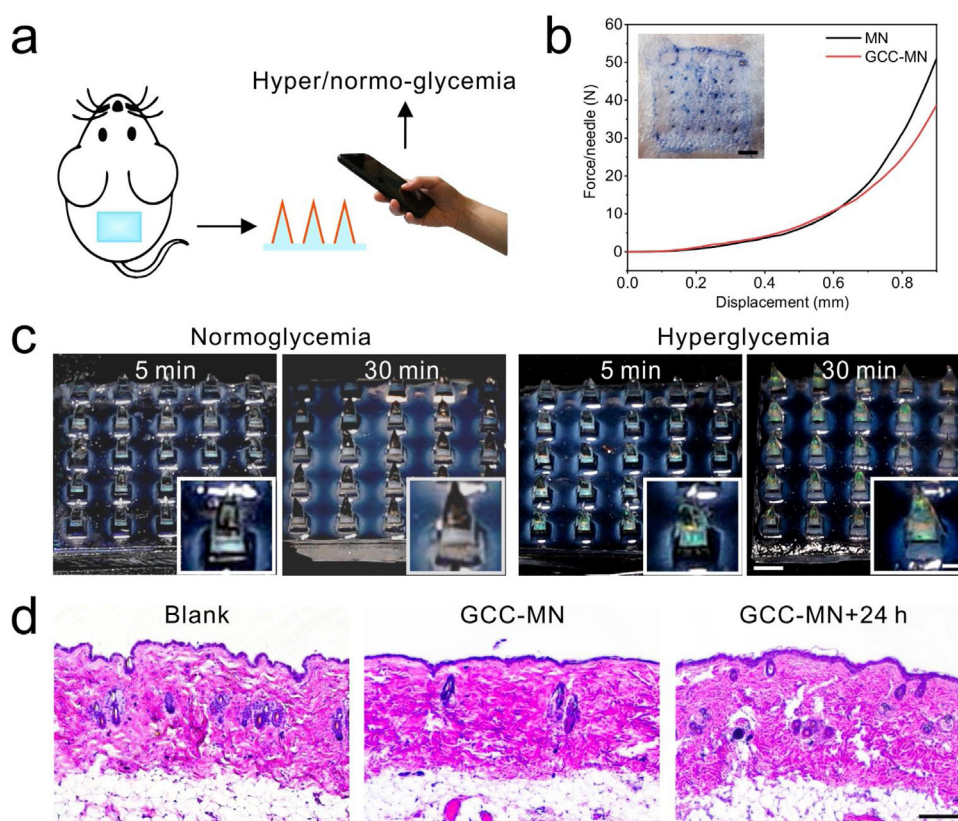 a
Hyper/normo-glycemia
b
MN
GCC-MN
Force/needle (N)
60
50
40
30
20
10
0
0.0 0.2 0.4 0.6 0.8
Displacement (mm)
c
Normoglycemia
Hyperglycemia
5 min
30 min
5 min
30 min
d
Blank
GCC-MN
GCC-MN+24 h